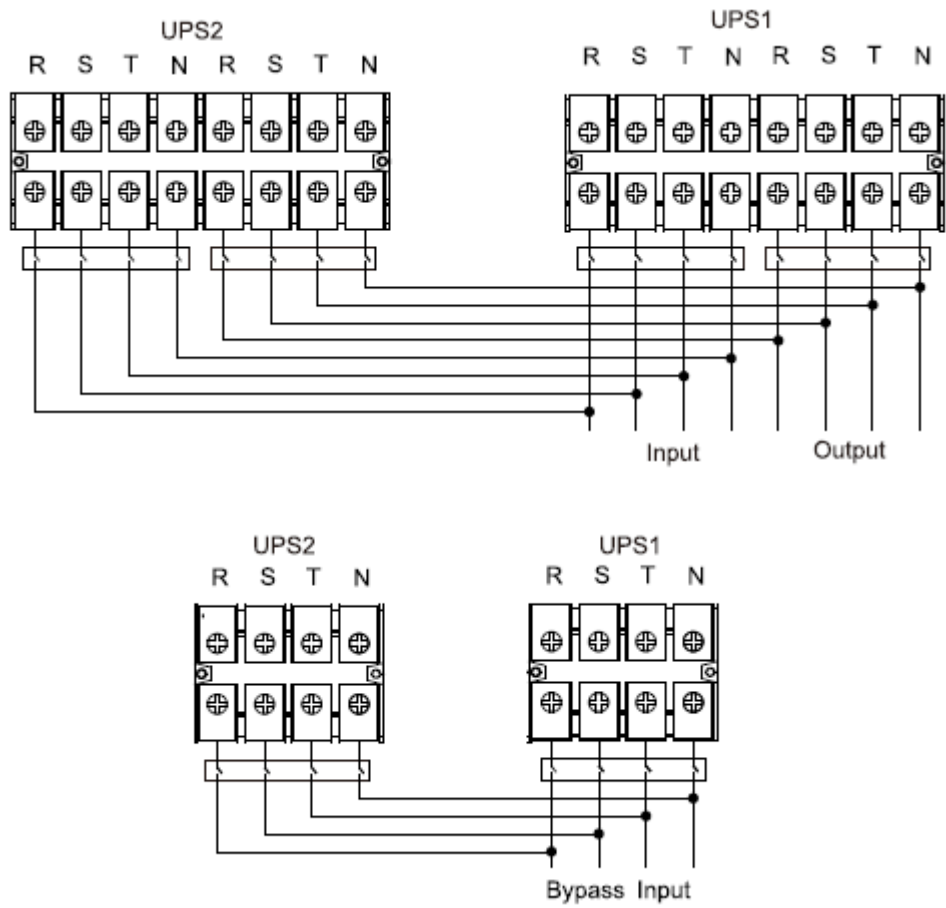 UPS2 UPS1
R S T N R S T N R S T N R S T N
Input Output
UPS2 UPS1
R S T N R S T N
Bypass Input